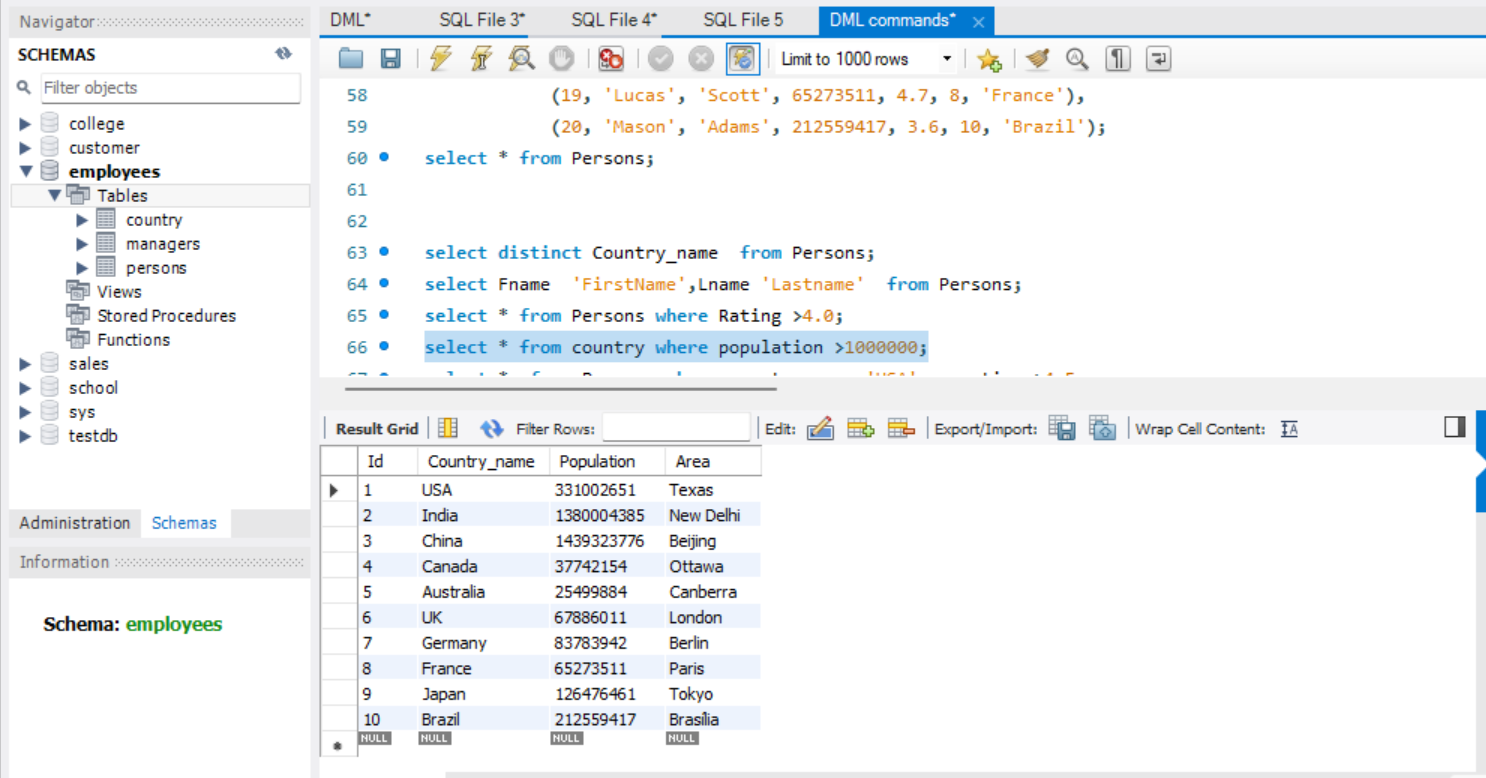 Navigator
SCHEMAS
Filter objects
college
customer
employees
Tables
country
managers
persons
Views
Stored Procedures
Functions
sales
school
sys
testdb
Administration Schemas
Information
Schema: employees
DML* SQL File 3* SQL File 4* SQL File 5 DML commands* ×
Limit to 1000 rows
58 (19, 'Lucas', 'Scott', 65273511, 4.7, 8, 'France'),
59 (20, 'Mason', 'Adams', 212559417, 3.6, 10, 'Brazil');
60 select * from Persons;
61
62
63 select distinct Country_name from Persons;
64 select Fname 'FirstName',Lname 'Lastname' from Persons;
65 select * from Persons where Rating >4.0;
66 select * from country where population >1000000;
Result Grid Filter Rows: Edit: Export/Import: Wrap Cell Content: IA
Id Country_name Population Area
1 USA 331002651 Texas
2 India 1380004385 New Delhi
3 China 1439323776 Beijing
4 Canada 37742154 Ottawa
5 Australia 25499884 Canberra
6 UK 67886011 London
7 Germany 83783942 Berlin
8 France 65273511 Paris
9 Japan 126476461 Tokyo
10 Brazil 212559417 Brasília
NULL NULL NULL NULL